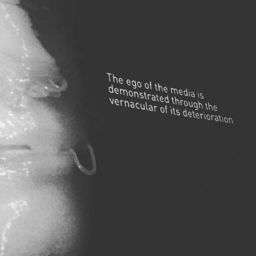 The ego of the media is
demonstrated through the
vernacular of its deterioration